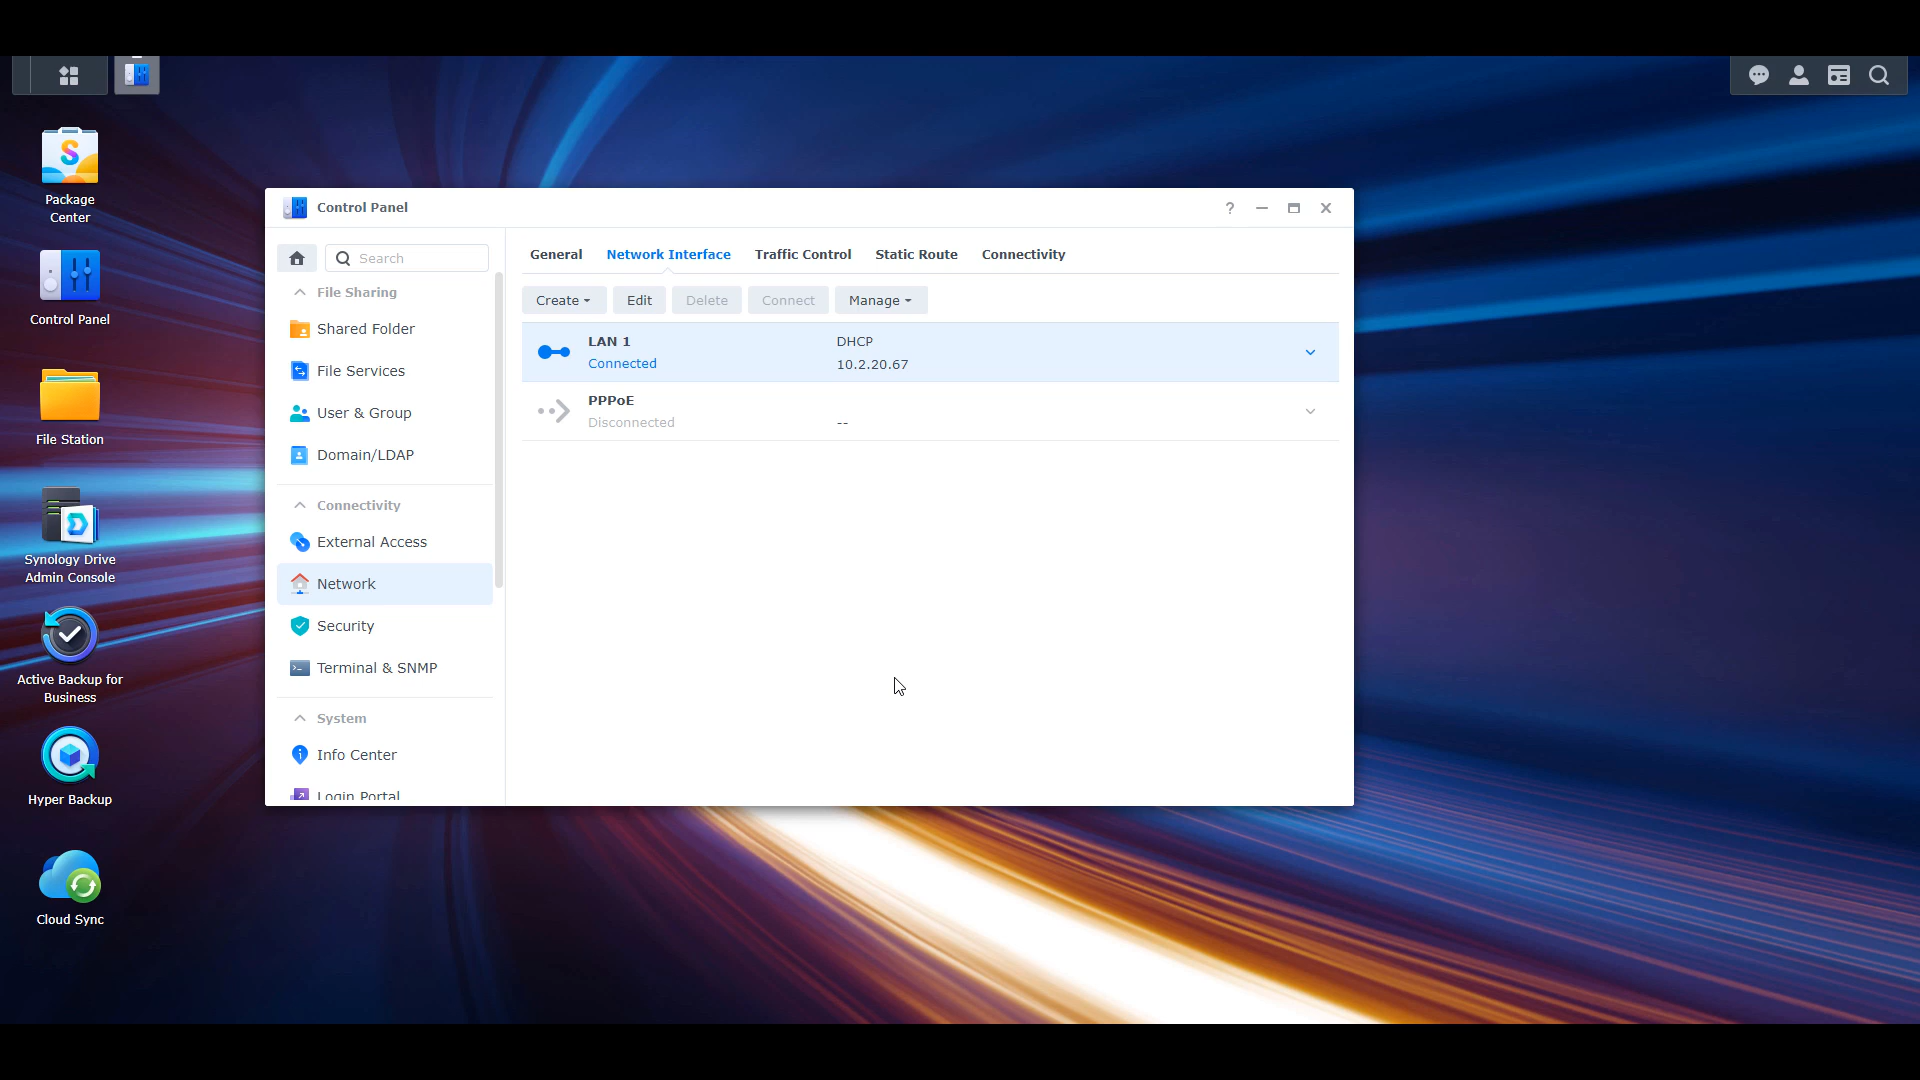 Package
Center
Control Panel
File Station
Synology Drive
Admin Console
Active Backup for
Business
Hyper Backup
Cloud Sync
Control Panel
?
Search
File Sharing
Shared Folder
File Services
User & Group
Domain/LDAP
Connectivity
External Access
Network
Security
Terminal & SNMP
System
Info Center
Login Portal
General Network Interface Traffic Control Static Route Connectivity
Create Edit Delete Connect Manage
LAN 1 DHCP
Connected 10.2.20.67
PPPoE
Disconnected --